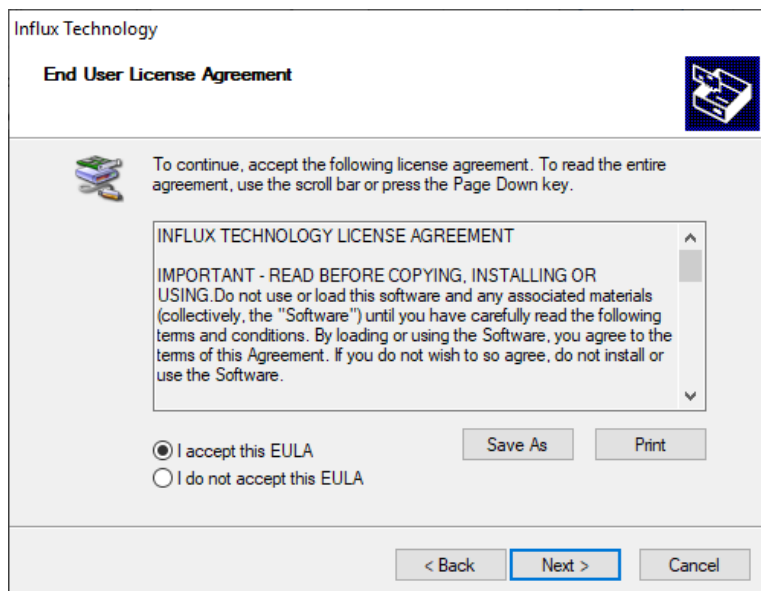 Influx Technology
End User License Agreement
To continue, accept the following license agreement. To read the entire
agreement, use the scroll bar or press the Page Down key.
INFLUX TECHNOLOGY LICENSE AGREEMENT
IMPORTANT - READ BEFORE COPYING, INSTALLING OR
USING.Do not use or load this software and any associated materials
(collectively, the "Software") until you have carefully read the following
terms and conditions. By loading or using the Software, you agree to the
terms of this Agreement. If you do not wish to so agree, do not install or
use the Software.
I accept this EULA
Save As
Print
I do not accept this EULA
< Back
Next >
Cancel